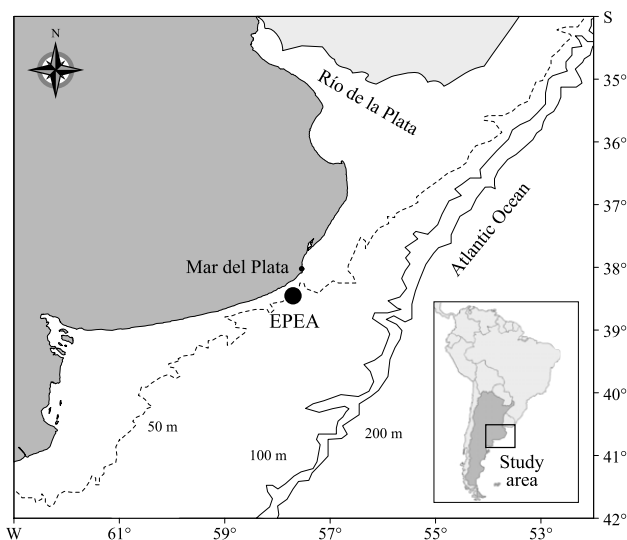 S
N
35°
Río de la Plata
36°
37°
Atlantic Ocean
Mar del Plata
38°
EPEA
39°
40°
50 m
200 m
100 m
41°
Study
area
42°
W
61°
59°
57°
55°
53°